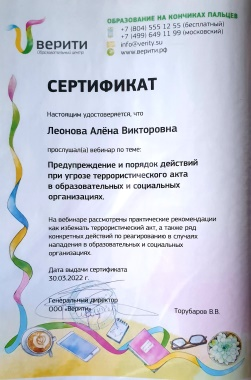 верити
образовательный центр
ОБРАЗОВАНИЕ НА КОНЧИКАХ ПАЛЬЦЕВ
+7 (804) 555 12 55 (бесплатный)
+7 (499) 649 11 99 (московский)
info@verity.su
www.верити.рф
СЕРТИФИКАТ
Настоящим удостоверяется, что
Леонова Алёна Викторовна
прослушал(а) вебинар по теме:
Предупреждение и порядок действий
при угрозе террористического акта
в образовательных и социальных
организациях.
На вебинаре рассмотрены практические рекомендации
как избежать террористический акт, а также ряд
конкретных действий по реагированию в случаях
нападения в образовательных и социальных
организациях.
Дата выдачи сертификата
30.03.2022 г.
Генеральный директор
ООО «Верити»
Торубаров В.В.